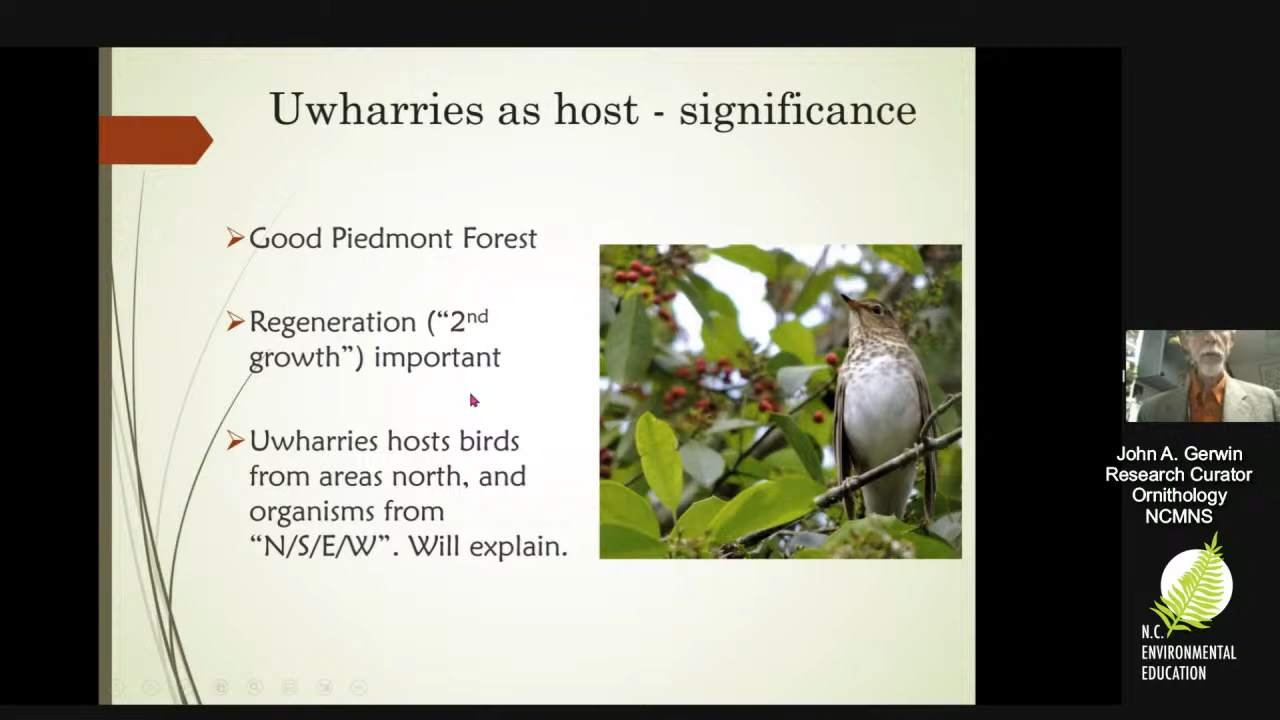 Uwharries as host - significance
Good Piedmont Forest
Regeneration (“2nd
growth”) important
Uwharries hosts birds
from areas north, and
organisms from
“N/S/E/W”. Will explain.
John A. Gerwin
Research Curator
Ornithology
NCMNS
N.C.
ENVIRONMENTAL
EDUCATION